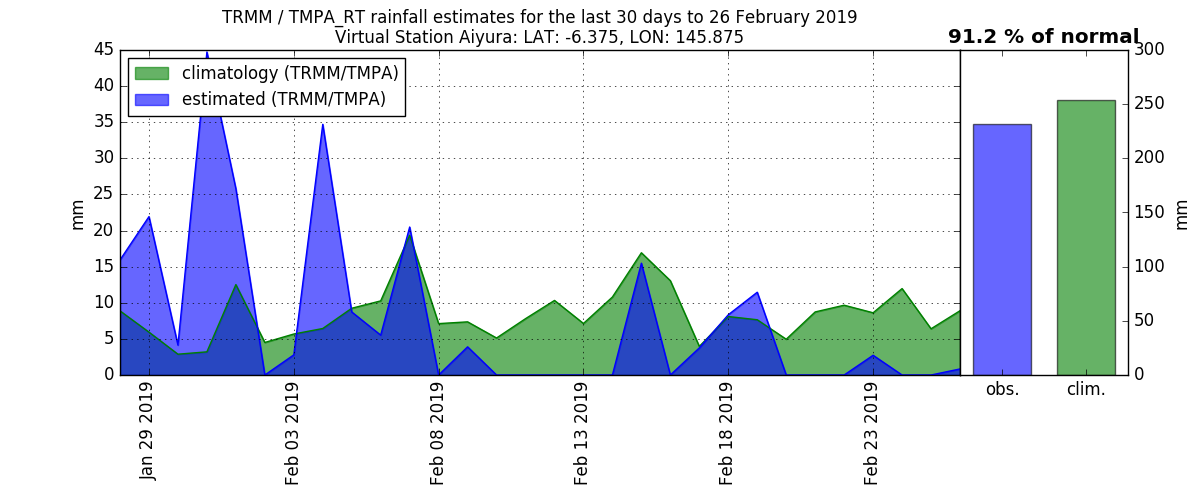 TRMM / TMPA_RT rainfall estimates for the last 30 days to 26 February 2019
Virtual Station Aiyura: LAT: -6.375, LON: 145.875
91.2 % of normal
climatology (TRMM/TMPA)
estimated (TRMM/TMPA)
mm
45
40
35
30
25
20
15
10
5
0
Jan 29 2019
Feb 03 2019
Feb 08 2019
Feb 13 2019
Feb 18 2019
Feb 23 2019
300
250
200
150
100
50
0
mm
obs.
clim.